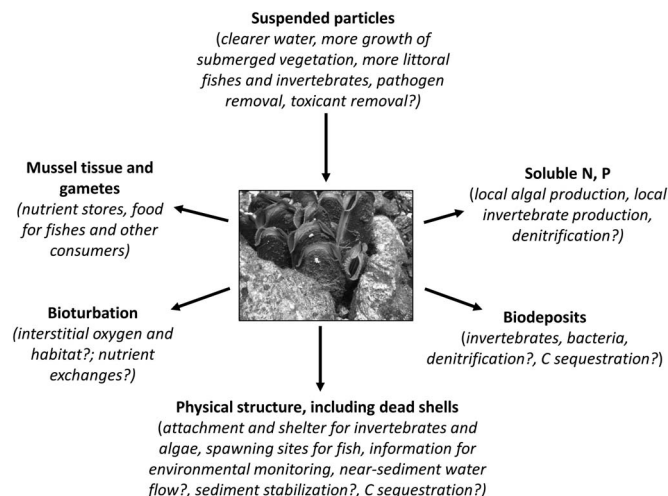 Suspended particles
(clearer water, more growth of
submerged vegetation, more littoral
fishes and invertebrates, pathogen
removal, toxicant removal?)
Mussel tissue and
gametes
(nutrient stores, food
for fishes and other
consumers)
Soluble N, P
(local algal production, local
invertebrate production,
denitrification?)
Bioturbation
(interstitial oxygen and
habitat?; nutrient
exchanges?)
Biodeposits
(invertebrates, bacteria,
denitrification?, C sequestration?)
Physical structure, including dead shells
(attachment and shelter for invertebrates and
algae, spawning sites for fish, information for
environmental monitoring, near-sediment water
flow?, sediment stabilization?, C sequestration?)